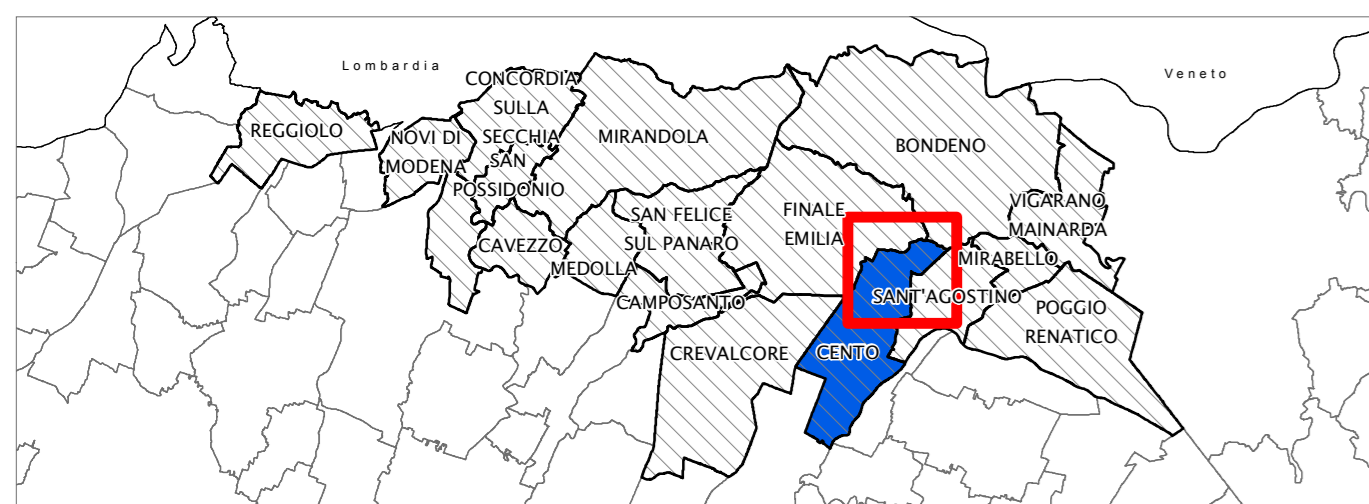 Lombardia
Veneto
CONCORDIA
SULLA
SECCHIA
REGGIOLO
NOVI DI
MODENA
SAN
POSSIDONIO
MIRANDOLA
BONDENO
CAVEZZO
MEDOLLA
SAN FELICE
SUL PANARO
CAMPOSANTO
FINALE
EMILIA
VIGARANO
MAINARDA
MIRABELLO
SANT'AGOSTINO
POGGIO
RENATICO
CREVALCORE
CENTO